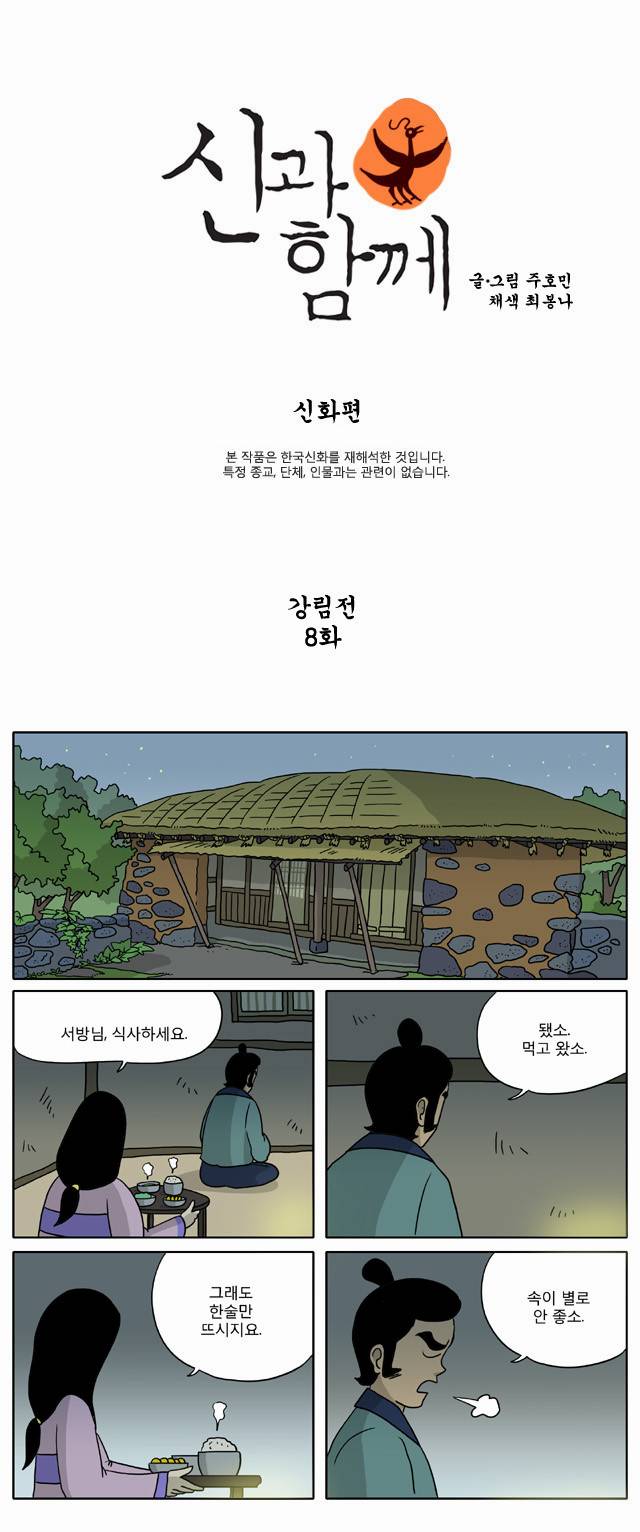 신과
함께
글·그림 주호민
채색 최봉나
신화편
본 작품은 한국신화를 재해석한 것입니다.
특정 종교, 단체, 인물과는 관련이 없습니다.
강림전
8화
서방님, 식사하세요.
됐소.
먹고 왔소.
그래도
한술만
뜨시지요.
속이 별로
안 좋소.